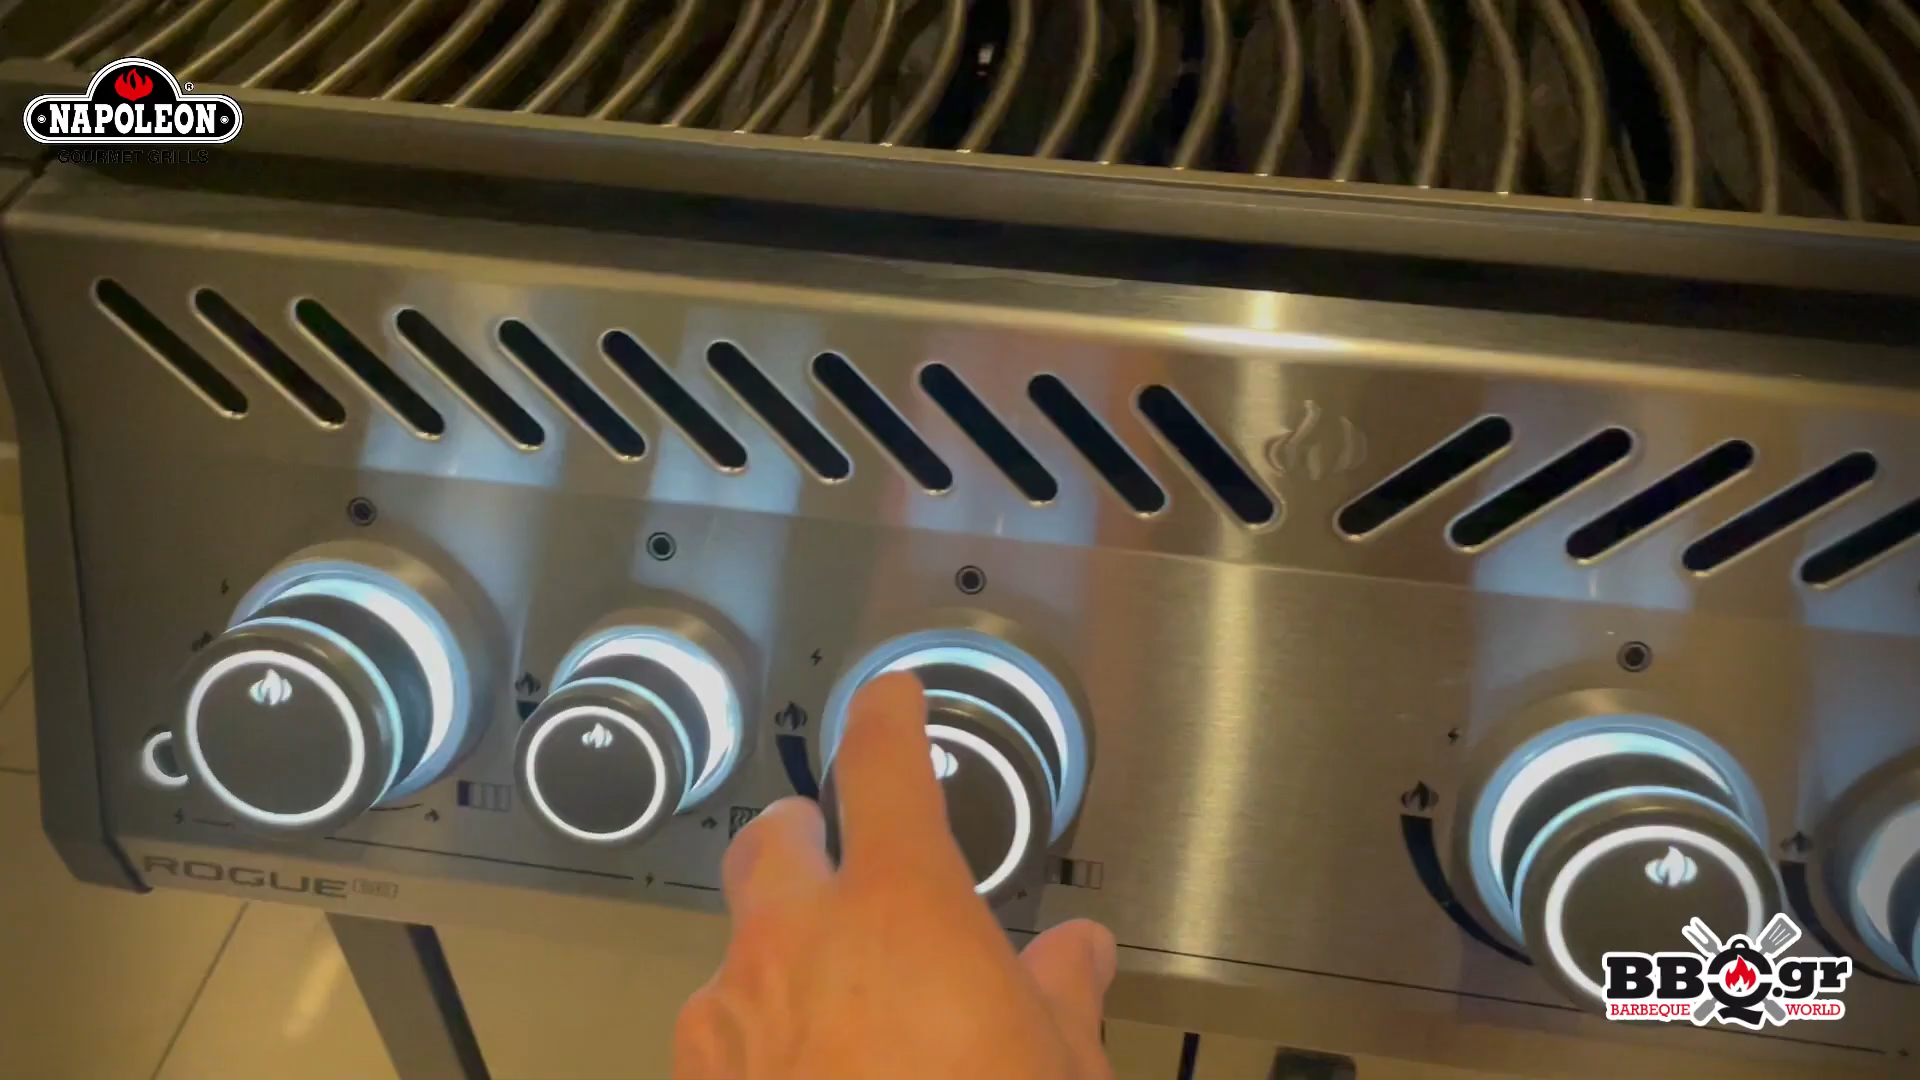 NAPOLEON
®
GOURMET GRILLS
ROGUE
BBQ.gr
BARBEQUE WORLD